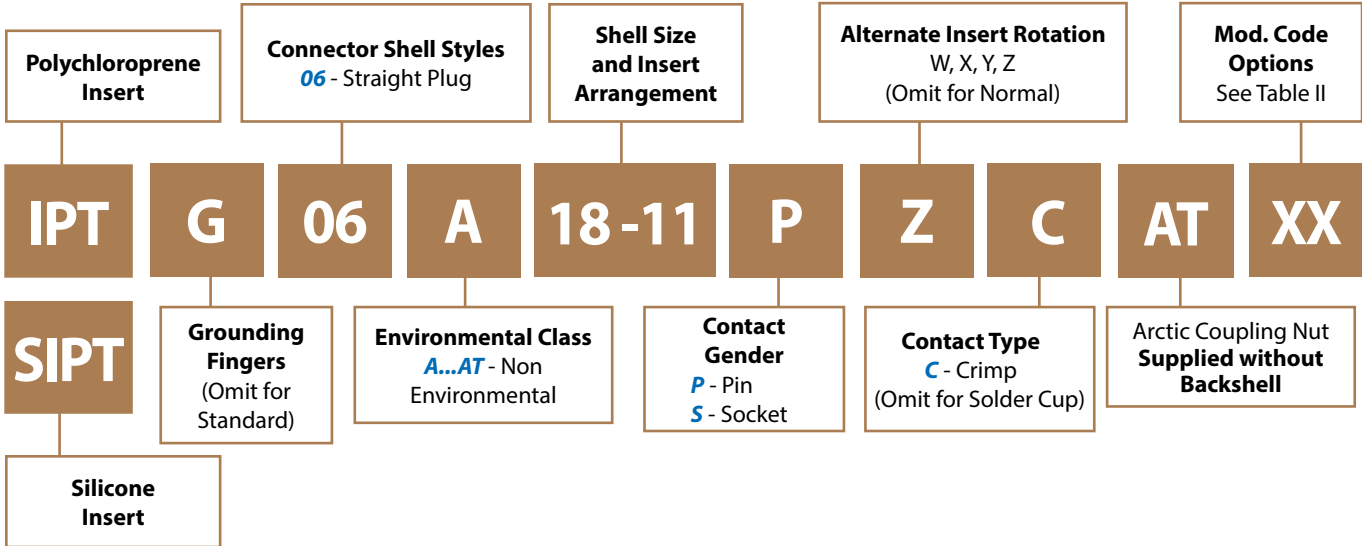 Polychloroprene
Insert
Connector Shell Styles
06 - Straight Plug
Shell Size
and Insert
Arrangement
Alternate Insert Rotation
W, X, Y, Z
(Omit for Normal)
Mod. Code
Options
See Table II
IPT G 06 A 18-11 P Z C AT XX
SIPT
Grounding
Fingers
(Omit for
Standard)
Environmental Class
A...AT - Non
Environmental
Contact
Gender
P - Pin
S - Socket
Contact Type
C - Crimp
(Omit for Solder Cup)
Arctic Coupling Nut
Supplied without
Backshell
Silicone
Insert